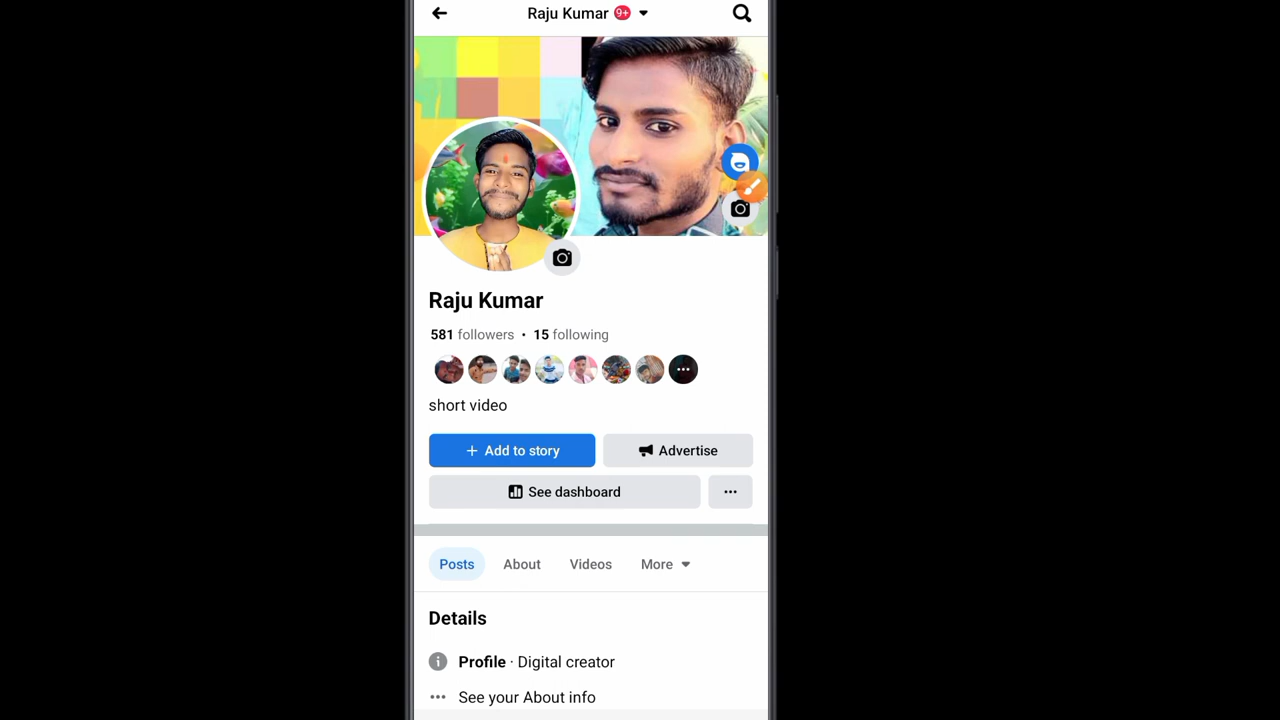 Raju Kumar 9+
Raju Kumar
581 followers • 15 following
short video
+ Add to story
Advertise
See dashboard
Posts About Videos More
Details
Profile · Digital creator
See your About info